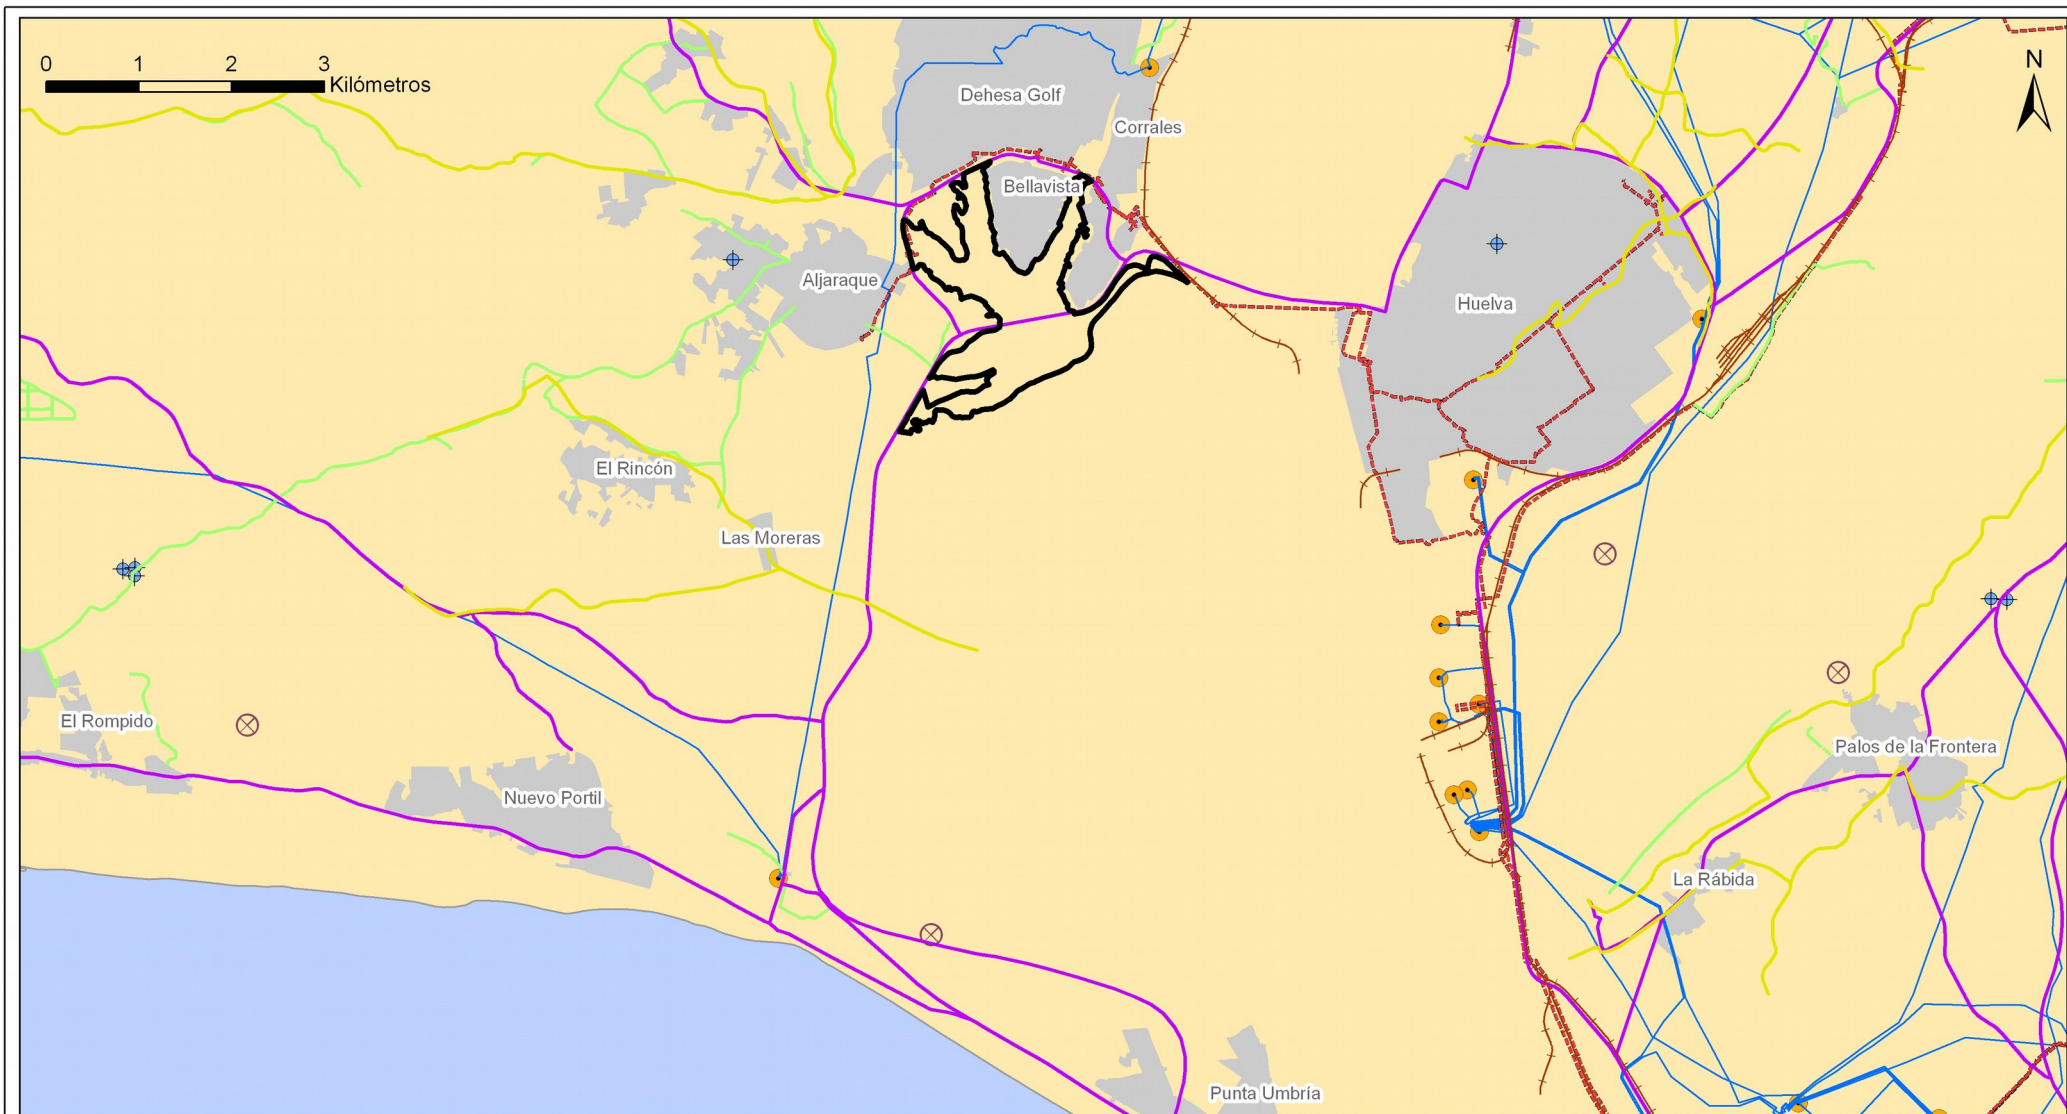 0 1 2 3
Kilómetros
N
Dehesa Golf
Corrales
Bellavista
Aljaraque
Huelva
El Rincón
Las Moreras
El Rompido
Nuevo Portil
Palos de la Frontera
La Rábida
Punta Umbría